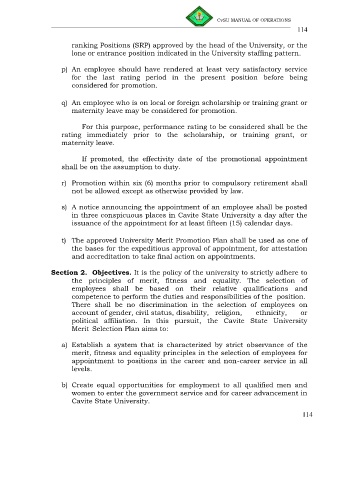 CvSU MANUAL OF OPERATIONS
114
ranking Positions (SRP) approved by the head of the University, or the
lone or entrance position indicated in the University staffing pattern.
p) An employee should have rendered at least very satisfactory service
for the last rating period in the present position before being
considered for promotion.
q) An employee who is on local or foreign scholarship or training grant or
maternity leave may be considered for promotion.
For this purpose, performance rating to be considered shall be the
rating immediately prior to the scholarship, or training grant, or
maternity leave.
If promoted, the effectivity date of the promotional appointment
shall be on the assumption to duty.
r) Promotion within six (6) months prior to compulsory retirement shall
not be allowed except as otherwise provided by law.
s) A notice announcing the appointment of an employee shall be posted
in three conspicuous places in Cavite State University a day after the
issuance of the appointment for at least fifteen (15) calendar days.
t) The approved University Merit Promotion Plan shall be used as one of
the bases for the expeditious approval of appointment, for attestation
and accreditation to take final action on appointments.
Section 2. Objectives. It is the policy of the university to strictly adhere to
the principles of merit, fitness and equality. The selection of
employees shall be based on their relative qualifications and
competence to perform the duties and responsibilities of the position.
There shall be no discrimination in the selection of employees on
account of gender, civil status, disability, religion, ethnicity, or
political affiliation. In this pursuit, the Cavite State University
Merit Selection Plan aims to:
a) Establish a system that is characterized by strict observance of the
merit, fitness and equality principles in the selection of employees for
appointment to positions in the career and non-career service in all
levels.
b) Create equal opportunities for employment to all qualified men and
women to enter the government service and for career advancement in
Cavite State University.
114